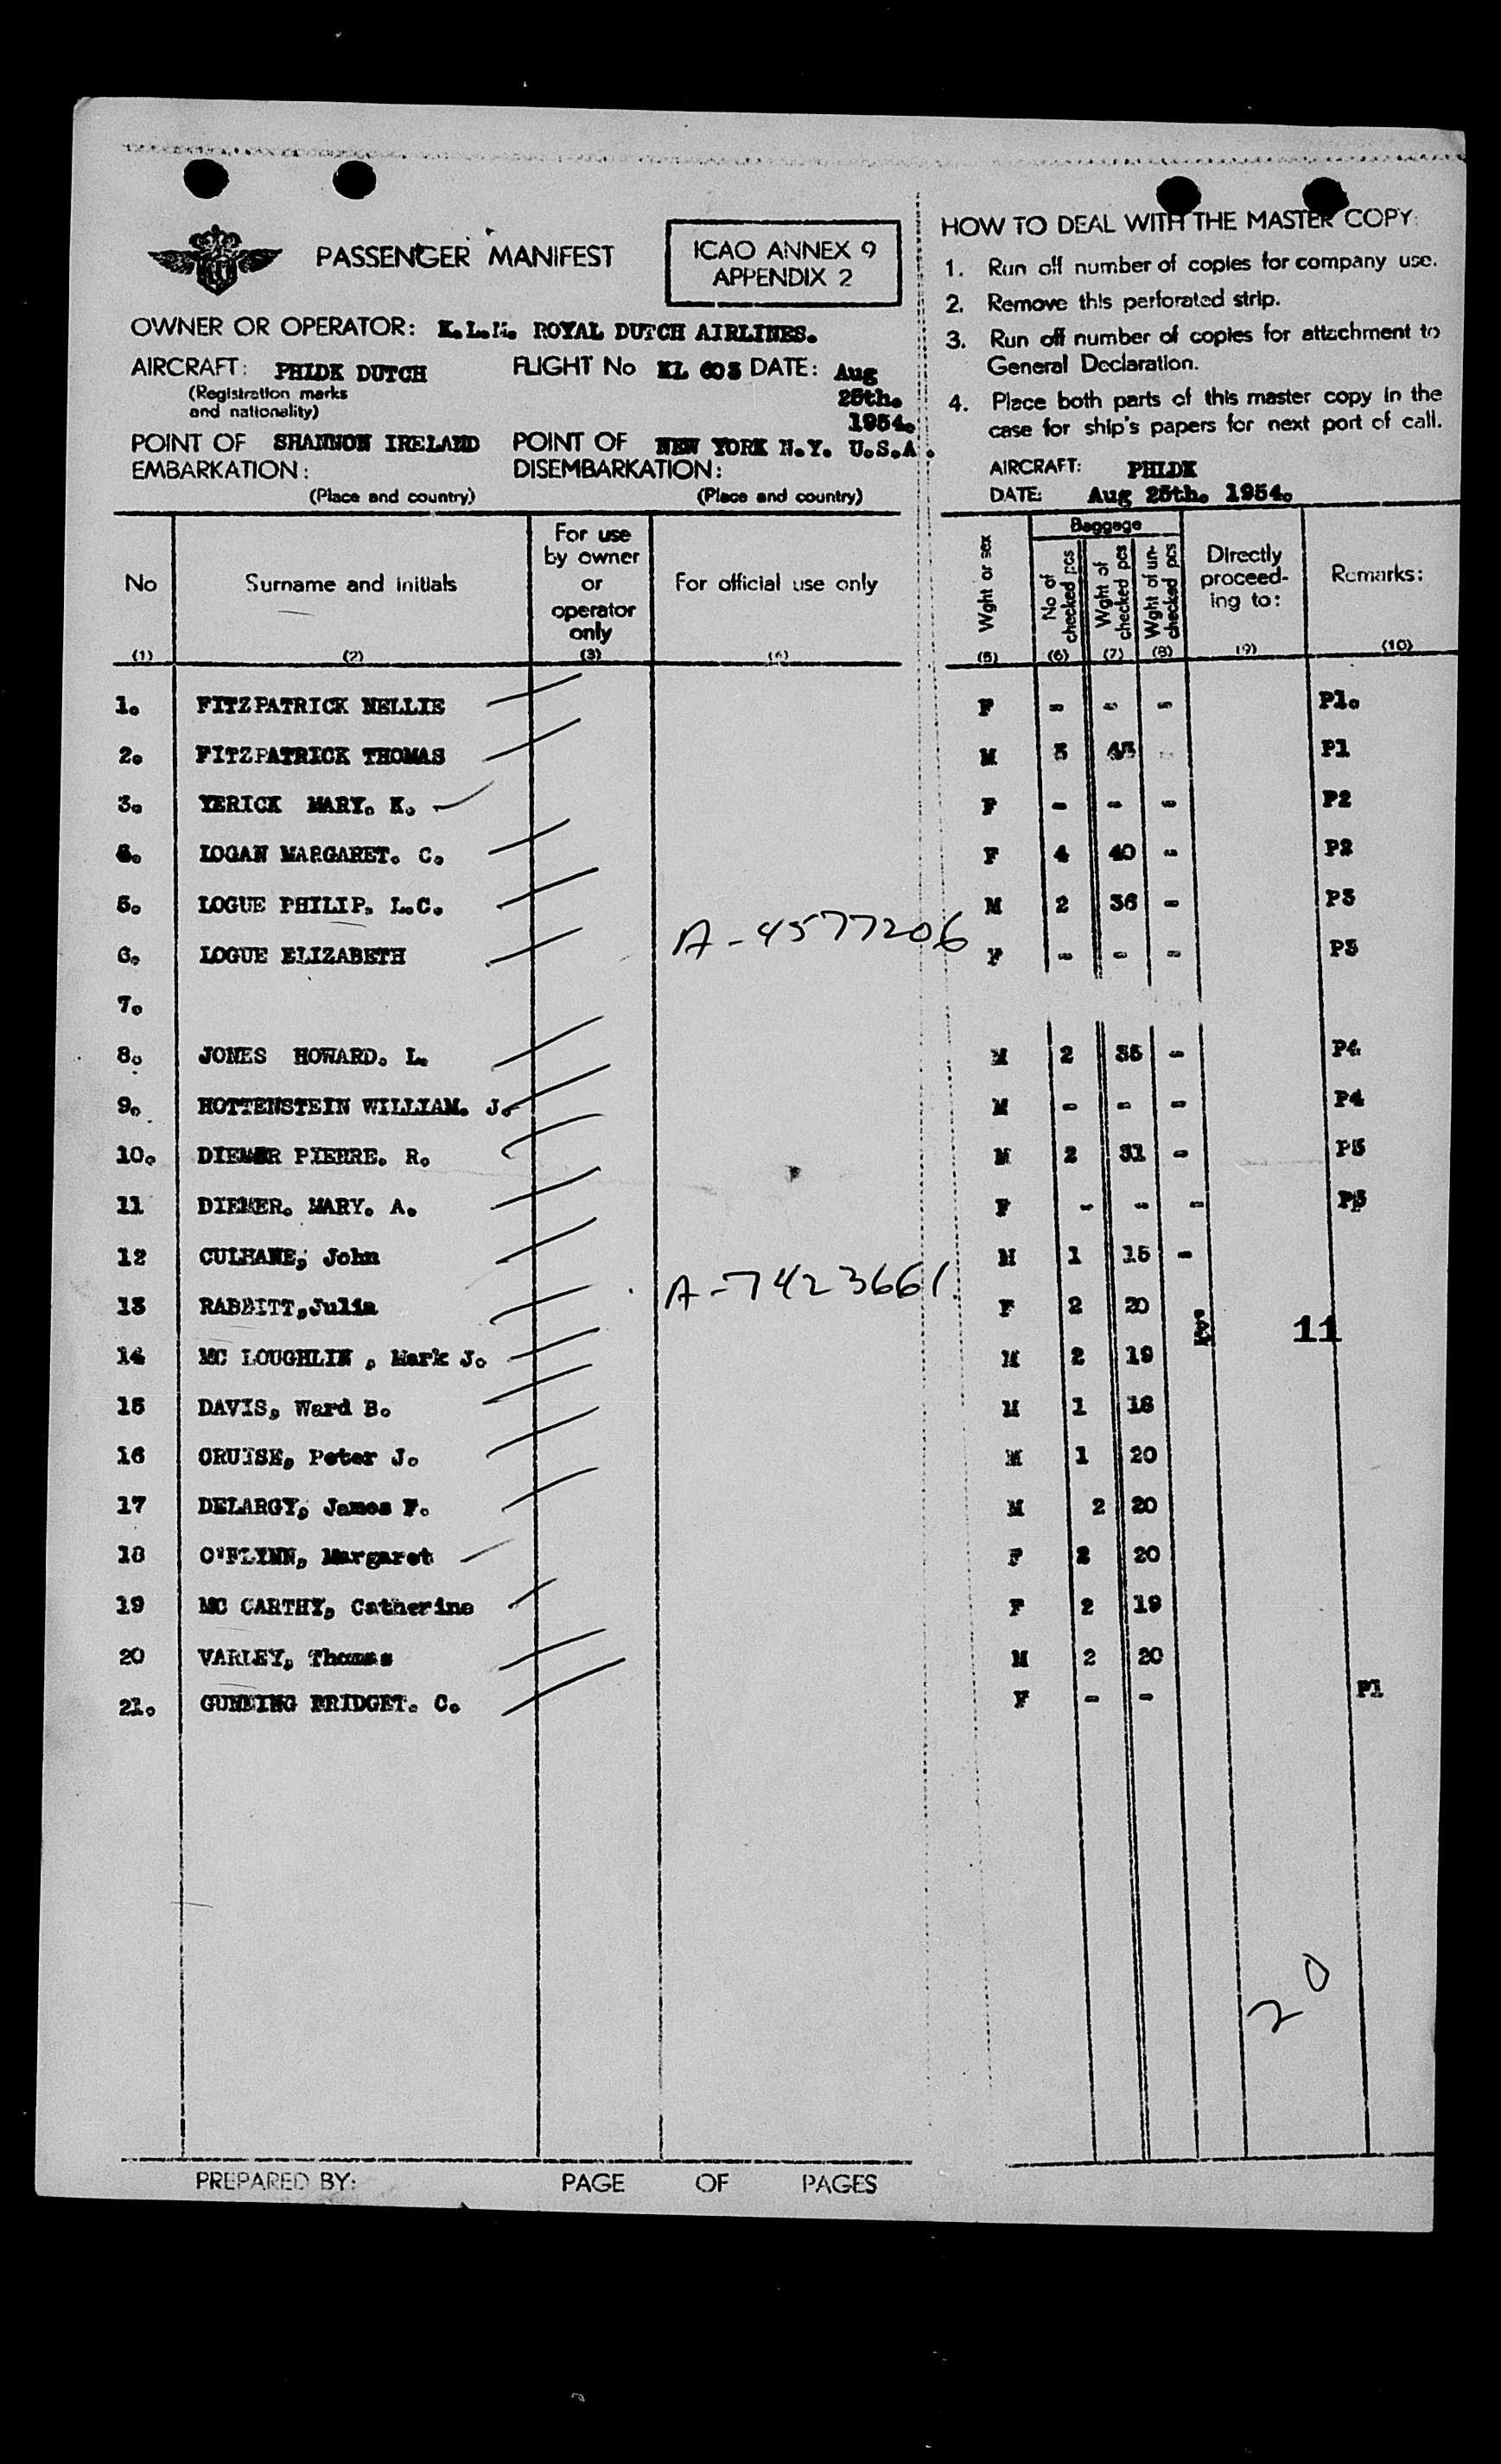 PASSENGER MANIFEST
ICAO ANNEX 9
APPENDIX 2
OWNER OR OPERATOR: K.L.M. ROYAL DUTCH AIRLINES.
AIRCRAFT: PHLDK DUTCH FLIGHT No KL 603 DATE: Aug
(Registration marks 25th.
and nationality) 1954.
POINT OF SHANNON IRELAND POINT OF NEW YORK N.Y. U.S.A.
EMBARKATION: DISEMBARKATION:
(Place and country) (Place and country)
HOW TO DEAL WITH THE MASTER COPY:
1. Run off number of copies for company use.
2. Remove this perforated strip.
3. Run off number of copies for attachment to
General Declaration.
4. Place both parts of this master copy in the
case for ship's papers for next port of call.
AIRCRAFT: PHLDK
DATE: Aug 25th. 1954.
No Surname and initials For use by owner or operator only For official use only Wght or sex Baggage No of checked pcs Wght of checked pcs Wght of un-checked pcs Directly proceed-ing to: Remarks:
(1) (2) (3) (4) (5) (6) (7) (8) (9) (10)
1. FITZPATRICK NELLIE F - - - P1.
2. FITZPATRICK THOMAS M 3 P1
3. YERICK MARY. K. F - - - P2
LOGAN MARGARET. C. F 4 40 - P2
5. LOGUE PHILIP. L.C. M 2 36 - P3
6. LOGUE ELIZABETH A-4577206 F - - - P3
7.
8. JONES HOWARD. L. M 2 35 - P4
9. HOTTENSTEIN WILLIAM. J. M - - - P4
10. DIEMER PIERRE. R. M 2 31 - P5
11 DIEMER. MARY. A. F - - - P5
12 CULHANE, John M 1 15 -
13 RABBITT, Julia A-7423661 F 2 20
11
14 MC LOUGHLIN, Mark J. M 2 19
15 DAVIS, Ward B. M 1 18
16 CRUISE, Peter J. M 1 20
17 DELARGY, James F. M 2 20
18 O'FLYNN, Margaret F 2 20
19 MC CARTHY, Catherine F 2 19
20 VARLEY, Thomas M 2 20
21. GUNNING BRIDGET. C. F - - P1
20
PREPARED BY: PAGE OF PAGES